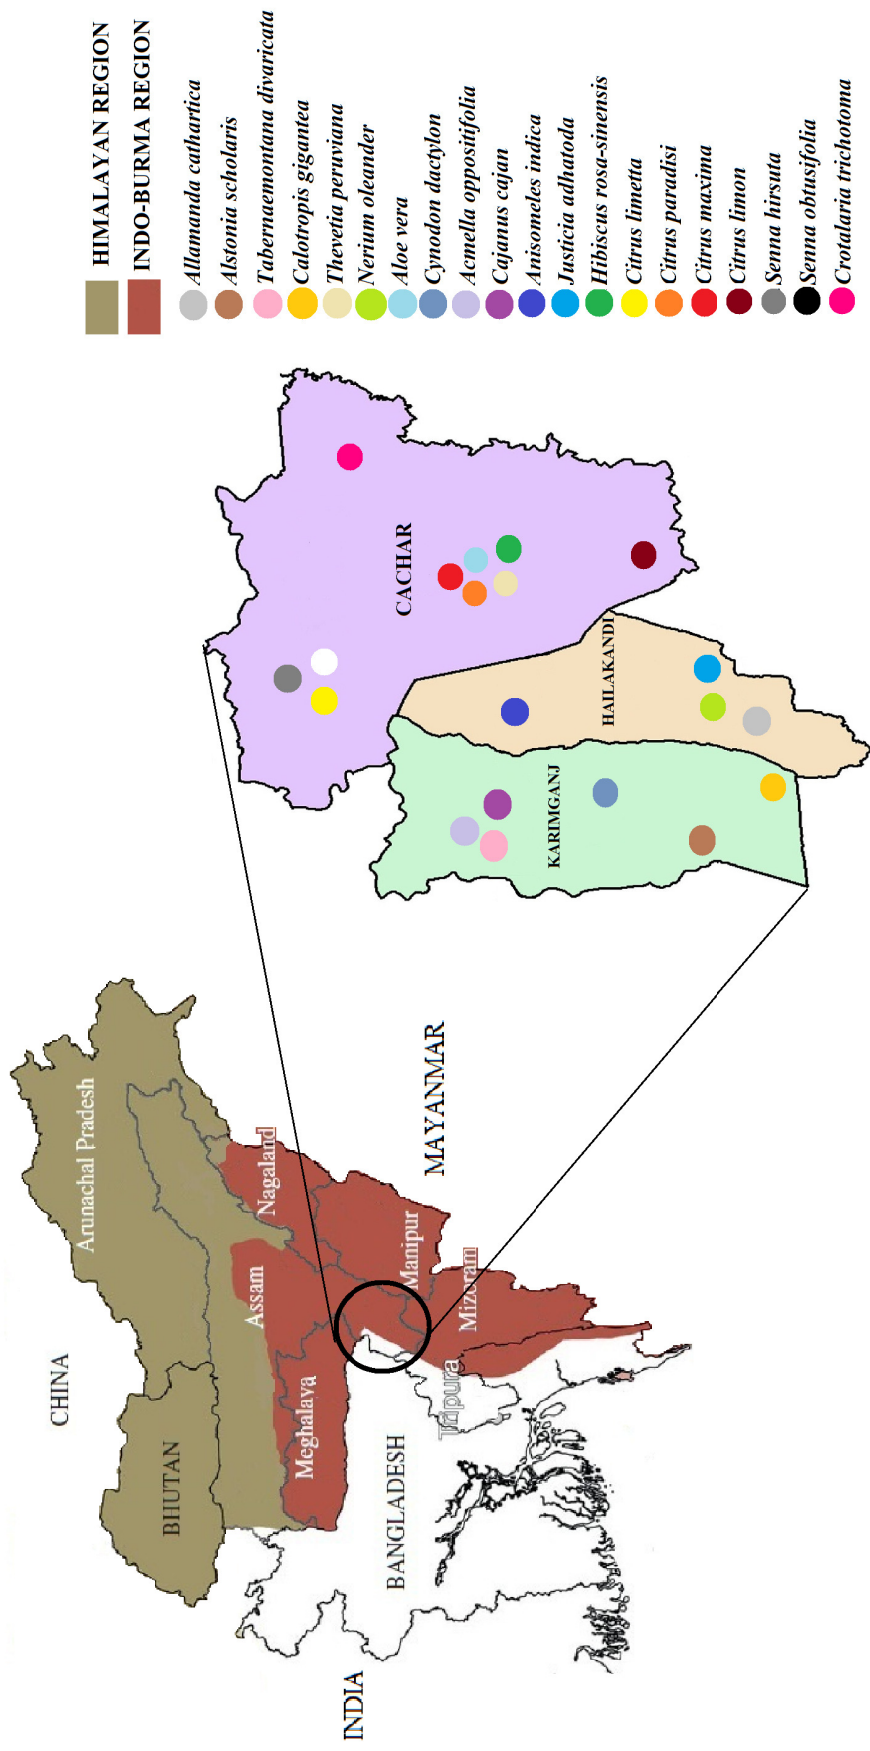 CHINA
BHUTAN
Arunachal Pradesh
Assam
Nagaland
Meghalaya
Manipur
Mizoram
Tripura
BANGLADESH
INDIA
MAYANMAR
CACHAR
HAILAKANDI
KARIMGANJ
HIMALAYAN REGION
INDO-BURMA REGION
Allamanda cathartica
Alstonia scholaris
Tabernaemontana divaricata
Calotropis gigantea
Thevetia peruviana
Nerium oleander
Aloe vera
Cynodon dactylon
Acmella oppositifolia
Cajanus cajan
Anisomeles indica
Justicia adhatoda
Hibiscus rosa-sinensis
Citrus limetta
Citrus paradisi
Citrus maxima
Citrus limon
Senna hirsuta
Senna obtusifolia
Crotalaria trichotoma